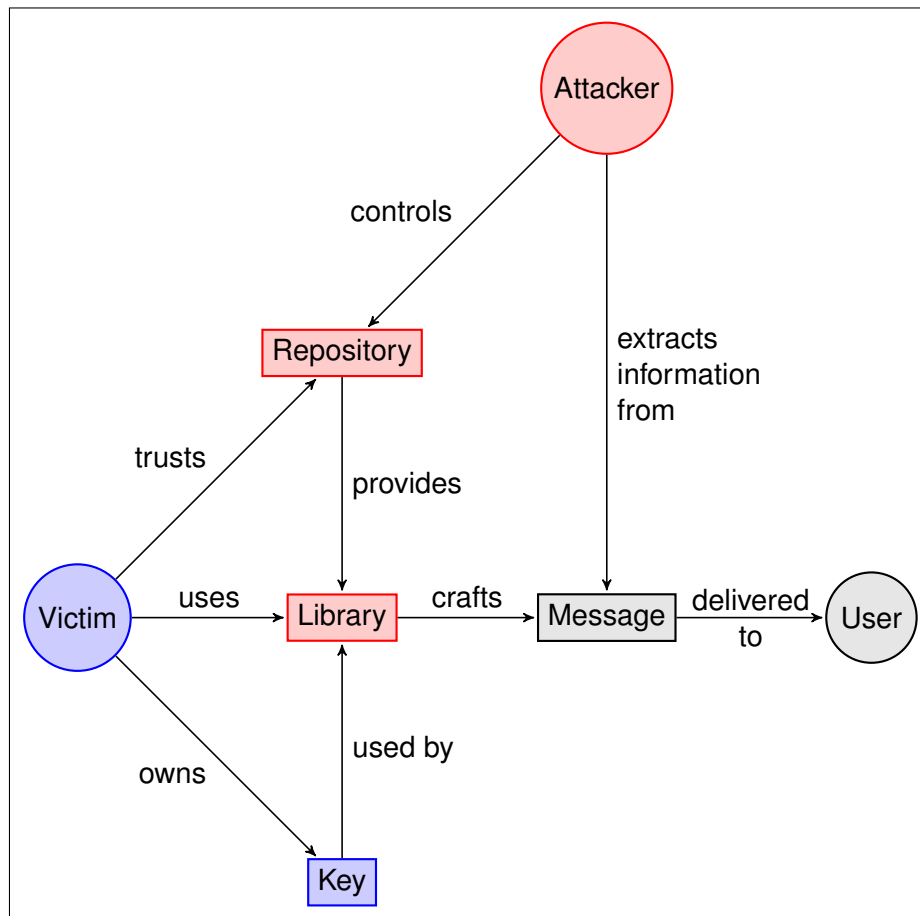 Attacker
controls
Repository
extracts
information
from
trusts
provides
Victim
uses
Library
crafts
Message
delivered
to
User
used by
owns
Key